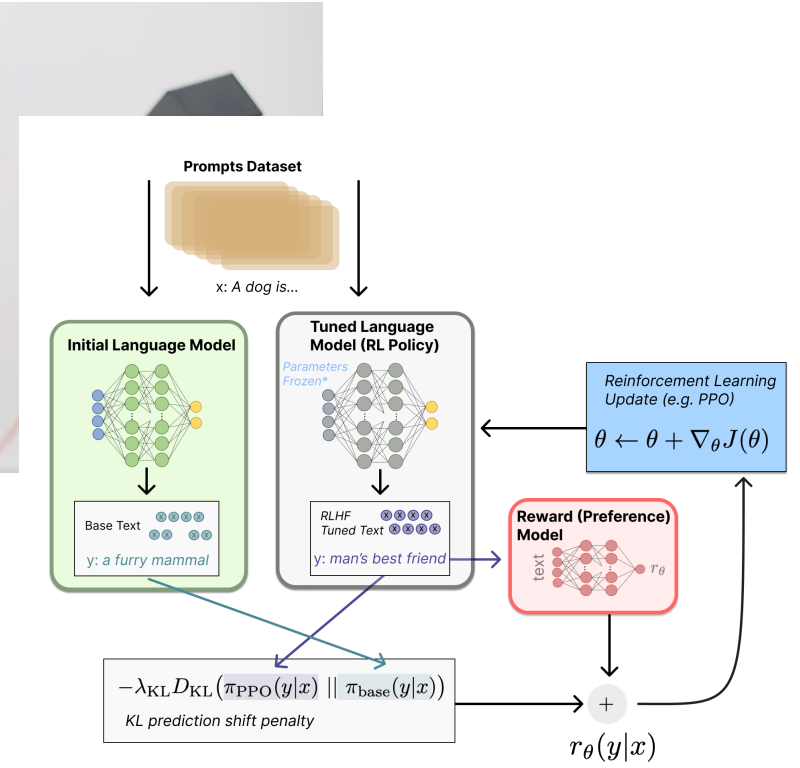 Prompts Dataset
x: A dog is...
Initial Language Model
Tuned Language
Model (RL Policy)
Parameters
Frozen*
Reinforcement Learning
Update (e.g. PPO)
θ ← θ + ∇θJ(θ)
Base Text
x x x x
x x x x
y: a furry mammal
RLHF
Tuned Text
x x x x
x x x x
y: man's best friend
Reward (Preference)
Model
text
rθ
−λKL DKL(πPPO(y|x) || πbase(y|x))
KL prediction shift penalty
+
rθ(y|x)